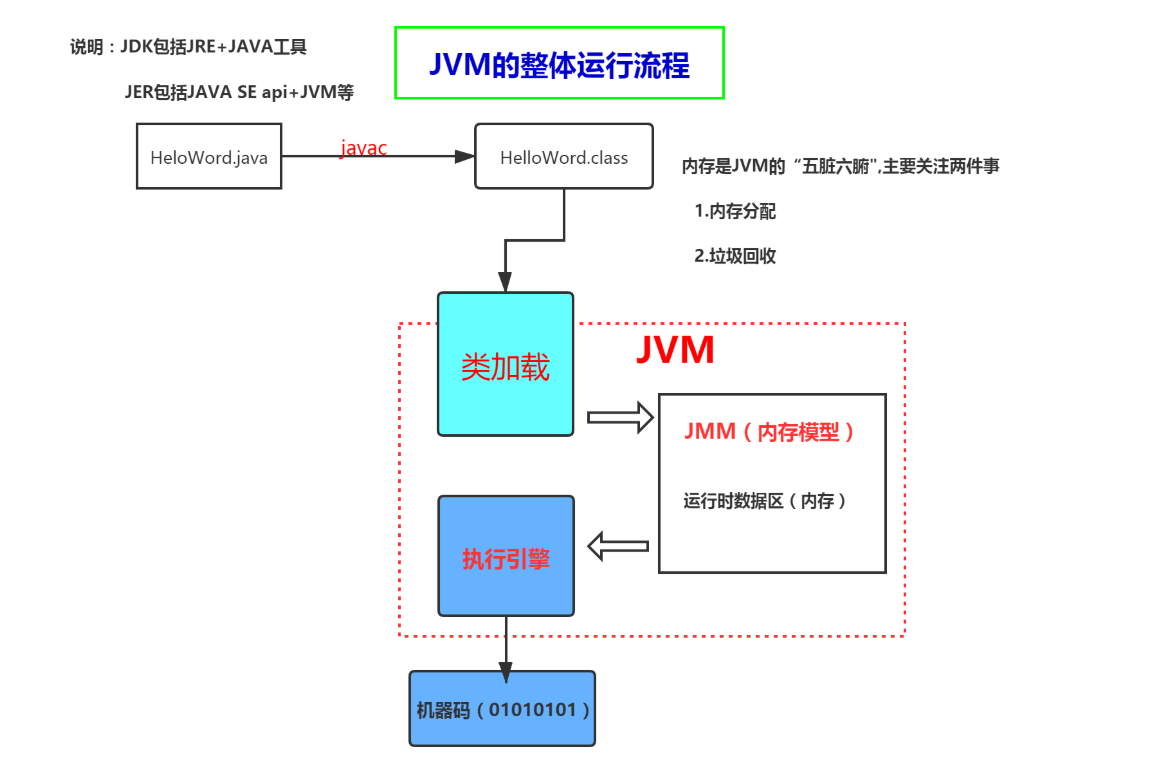 说明：JDK包括JRE+JAVA工具
JVM的整体运行流程
JER包括JAVA SE api+JVM等
HeloWord.java
javac
HelloWord.class
内存是JVM的“五脏六腑",主要关注两件事
1.内存分配
2.垃圾回收
JVM
类加载
JMM（内存模型）
运行时数据区（内存）
执行引擎
机器码（01010101）